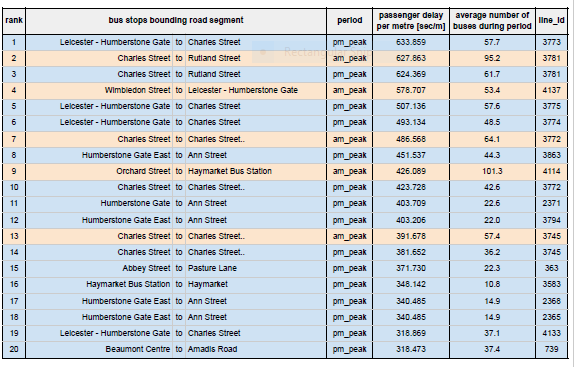 rank bus stops bounding road segment period passenger delay per metre [sec/m] average number of buses during period line_id
1 Leicester - Humberstone Gate to Charles Street pm_peak 633.859 57.7 3773
2 Charles Street to Rutland Street am_peak 627.863 95.2 3781
3 Charles Street to Rutland Street pm_peak 624.369 61.7 3781
4 Wimbledon Street to Leicester - Humberstone Gate am_peak 578.707 53.4 4137
5 Leicester - Humberstone Gate to Charles Street pm_peak 507.136 57.6 3775
6 Leicester - Humberstone Gate to Charles Street pm_peak 493.134 48.5 3774
7 Charles Street to Charles Street.. am_peak 486.568 64.1 3772
8 Humberstone Gate East to Ann Street pm_peak 451.537 44.3 3863
9 Orchard Street to Haymarket Bus Station am_peak 426.089 101.3 4114
10 Charles Street to Charles Street.. pm_peak 423.728 42.6 3772
11 Humberstone Gate to Ann Street pm_peak 403.709 22.6 2371
12 Humberstone Gate East to Ann Street pm_peak 403.206 22.0 3794
13 Charles Street to Charles Street.. am_peak 391.678 57.4 3745
14 Charles Street to Charles Street.. pm_peak 381.652 36.2 3745
15 Abbey Street to Pasture Lane pm_peak 371.730 22.3 363
16 Haymarket Bus Station to Haymarket pm_peak 348.142 10.8 3583
17 Humberstone Gate East to Ann Street pm_peak 340.485 14.9 2368
18 Humberstone Gate East to Ann Street pm_peak 340.485 14.9 2365
19 Leicester - Humberstone Gate to Charles Street pm_peak 318.869 37.1 4133
20 Beaumont Centre to Amadis Road pm_peak 318.473 37.4 739